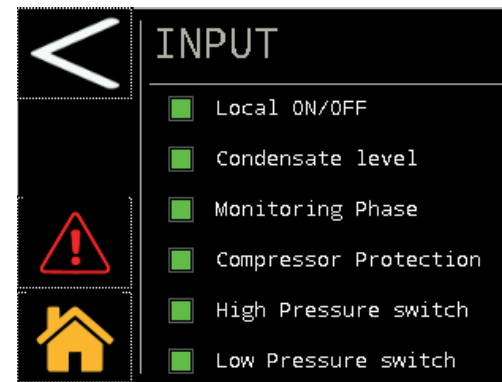 INPUT
Local ON/OFF
Condensate level
Monitoring Phase
Compressor Protection
High Pressure switch
Low Pressure switch